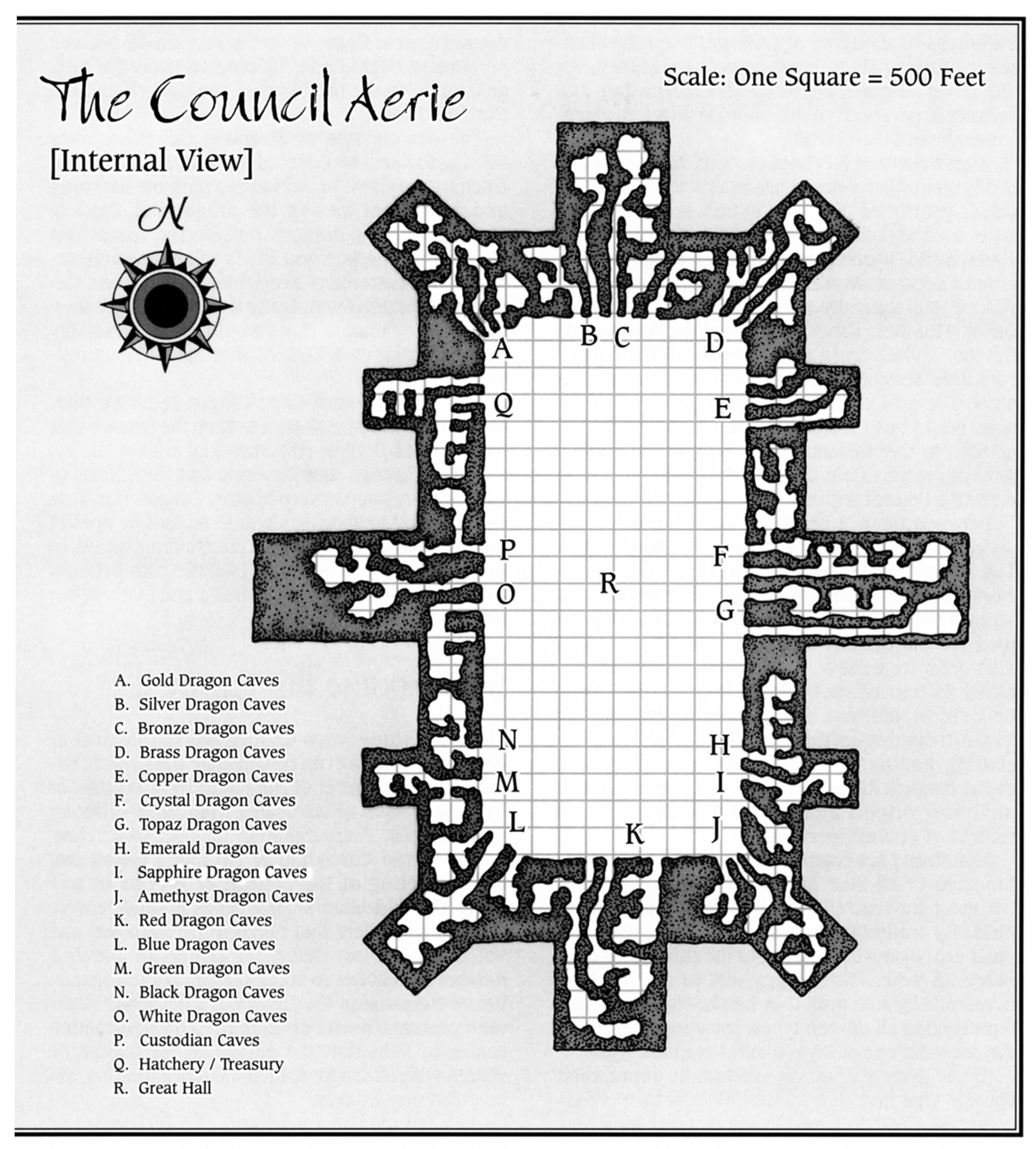 The Council Aerie
Scale: One Square = 500 Feet
[Internal View]
N
A
B
C
D
Q
E
P
F
O
R
G
N
H
M
I
L
K
J
A. Gold Dragon Caves
B. Silver Dragon Caves
C. Bronze Dragon Caves
D. Brass Dragon Caves
E. Copper Dragon Caves
F. Crystal Dragon Caves
G. Topaz Dragon Caves
H. Emerald Dragon Caves
I. Sapphire Dragon Caves
J. Amethyst Dragon Caves
K. Red Dragon Caves
L. Blue Dragon Caves
M. Green Dragon Caves
N. Black Dragon Caves
O. White Dragon Caves
P. Custodian Caves
Q. Hatchery / Treasury
R. Great Hall